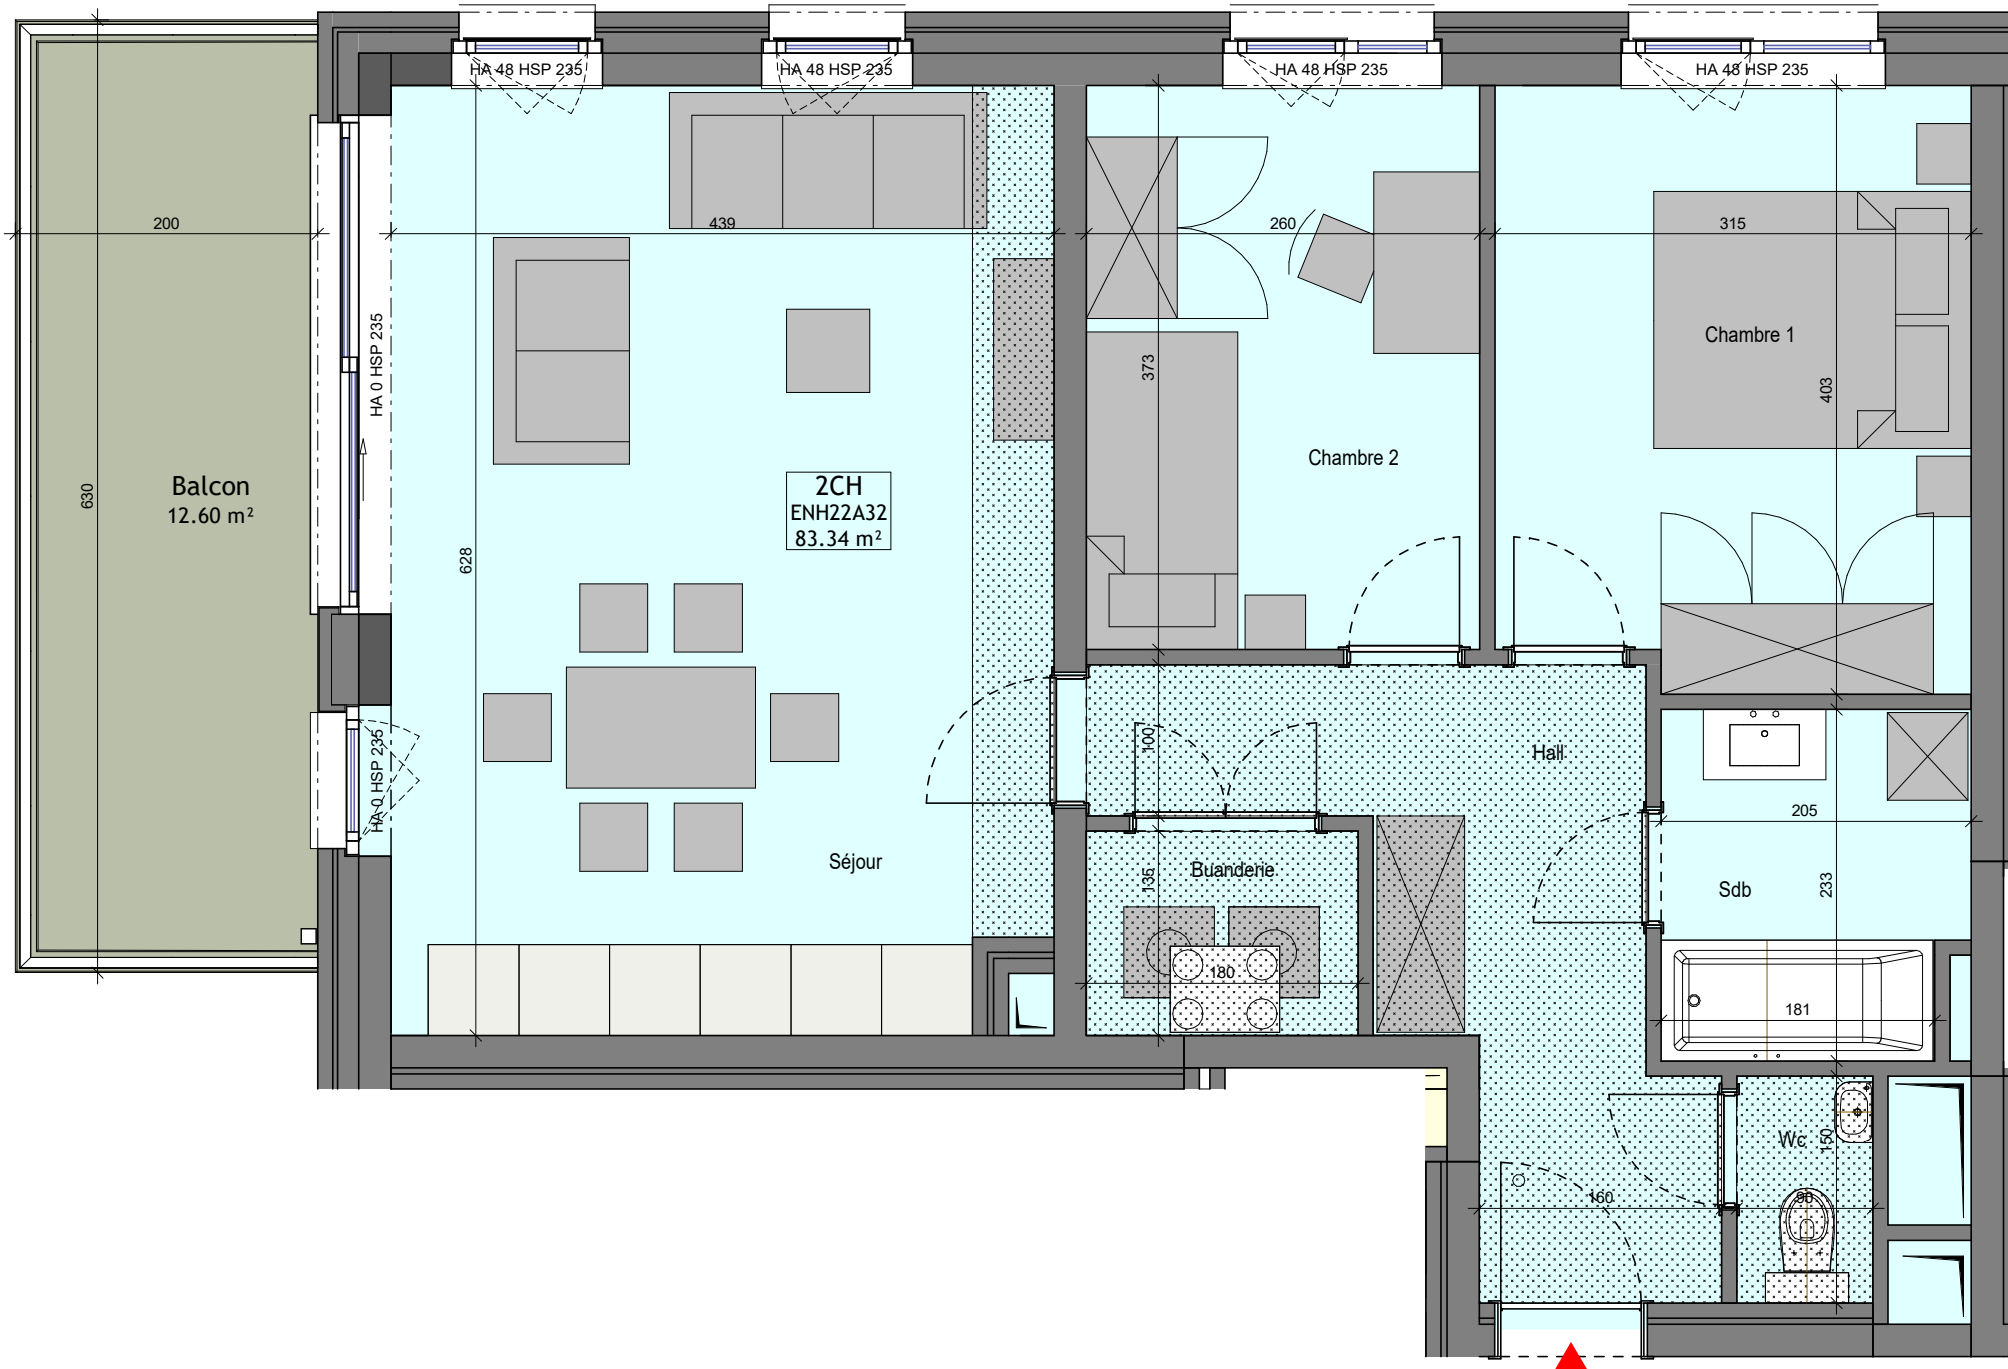 HA 48 HSP 235
HA 48 HSP 235
HA 48 HSP 235
HA 48 HSP 235
200
439
260
315
HA 0 HSP 235
Chambre 1
373
403
Chambre 2
Balcon
12.60 m²
630
2CH
ENH22A32
83.34 m²
628
HA 0 HSP 235
100
Hall
205
Séjour
Buanderie
135
Sdb
233
180
181
Wc
150
160
90